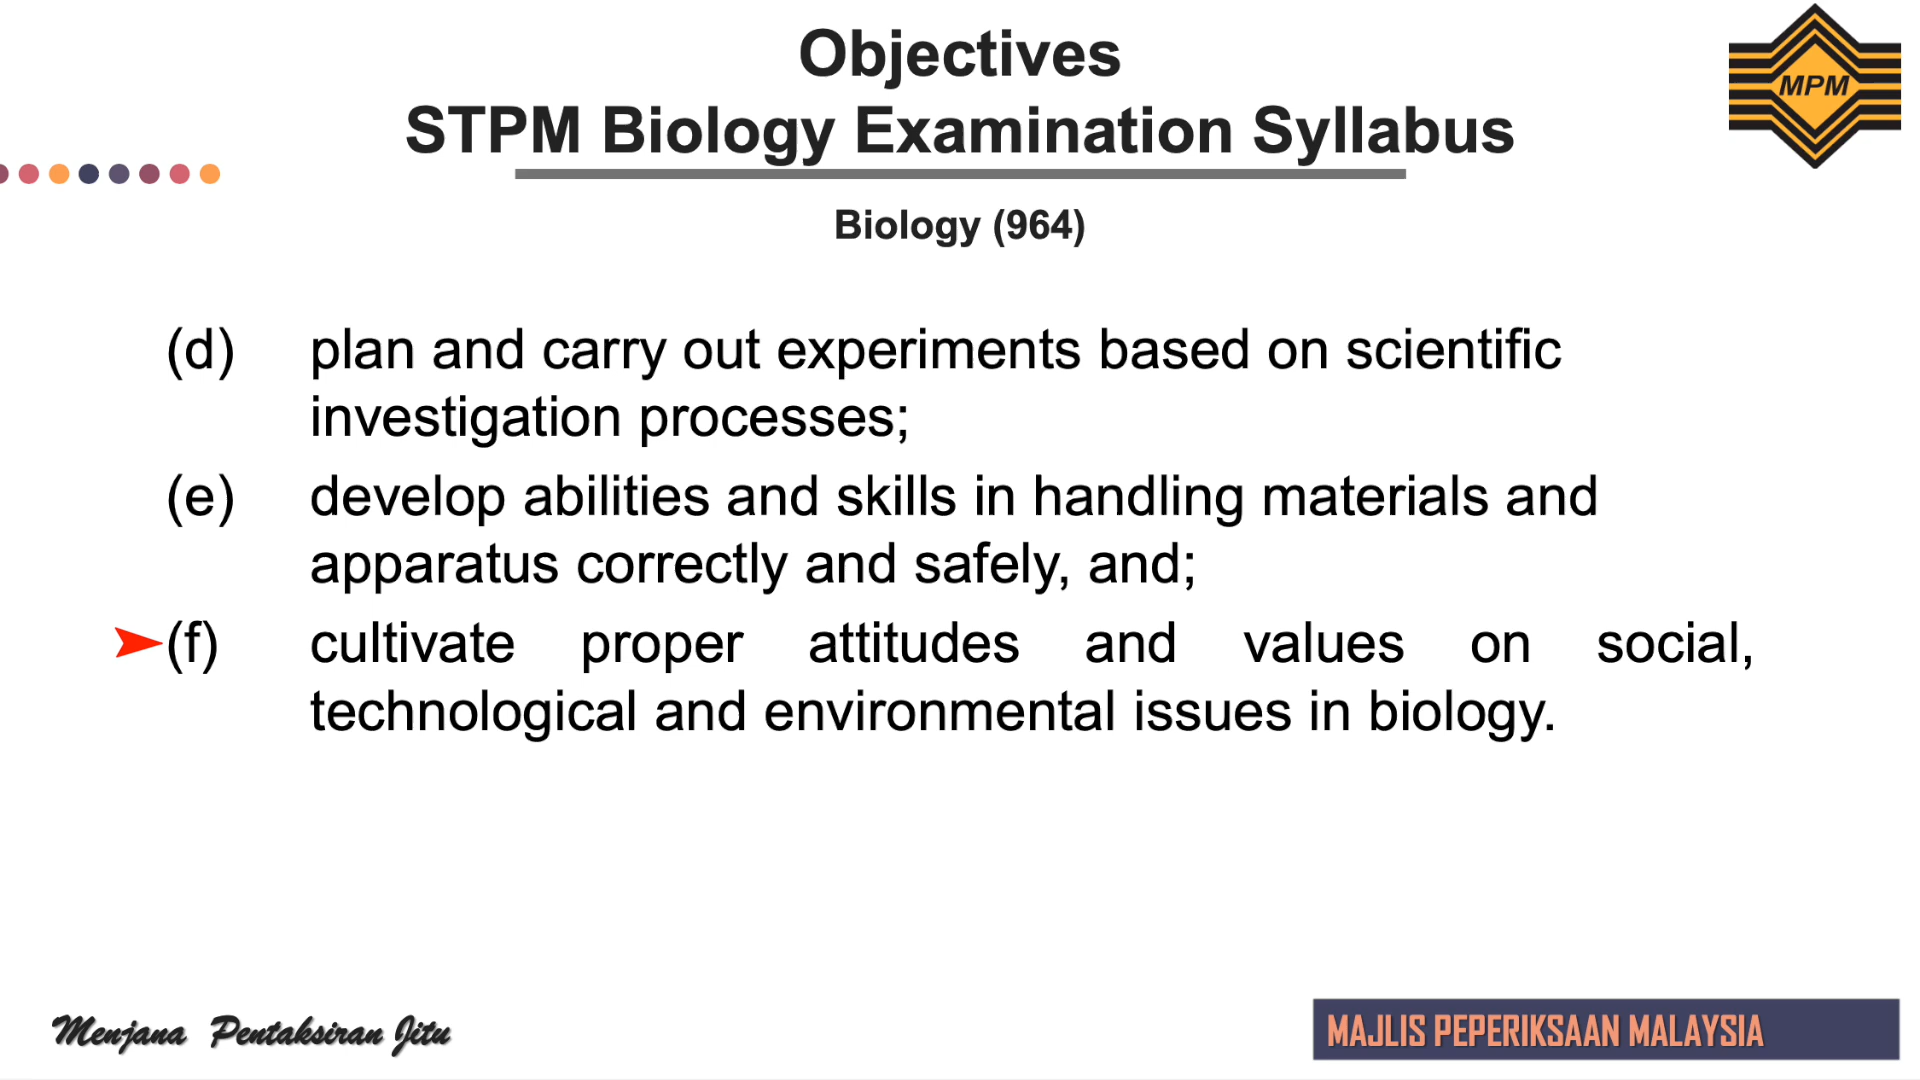 Objectives
STPM Biology Examination Syllabus
MPM
Biology (964)
(d) plan and carry out experiments based on scientific
investigation processes;
(e) develop abilities and skills in handling materials and
apparatus correctly and safely, and;
(f) cultivate proper attitudes and values on social,
technological and environmental issues in biology.
Menjana Pentaksiran Jitu
MAJLIS PEPERIKSAAN MALAYSIA